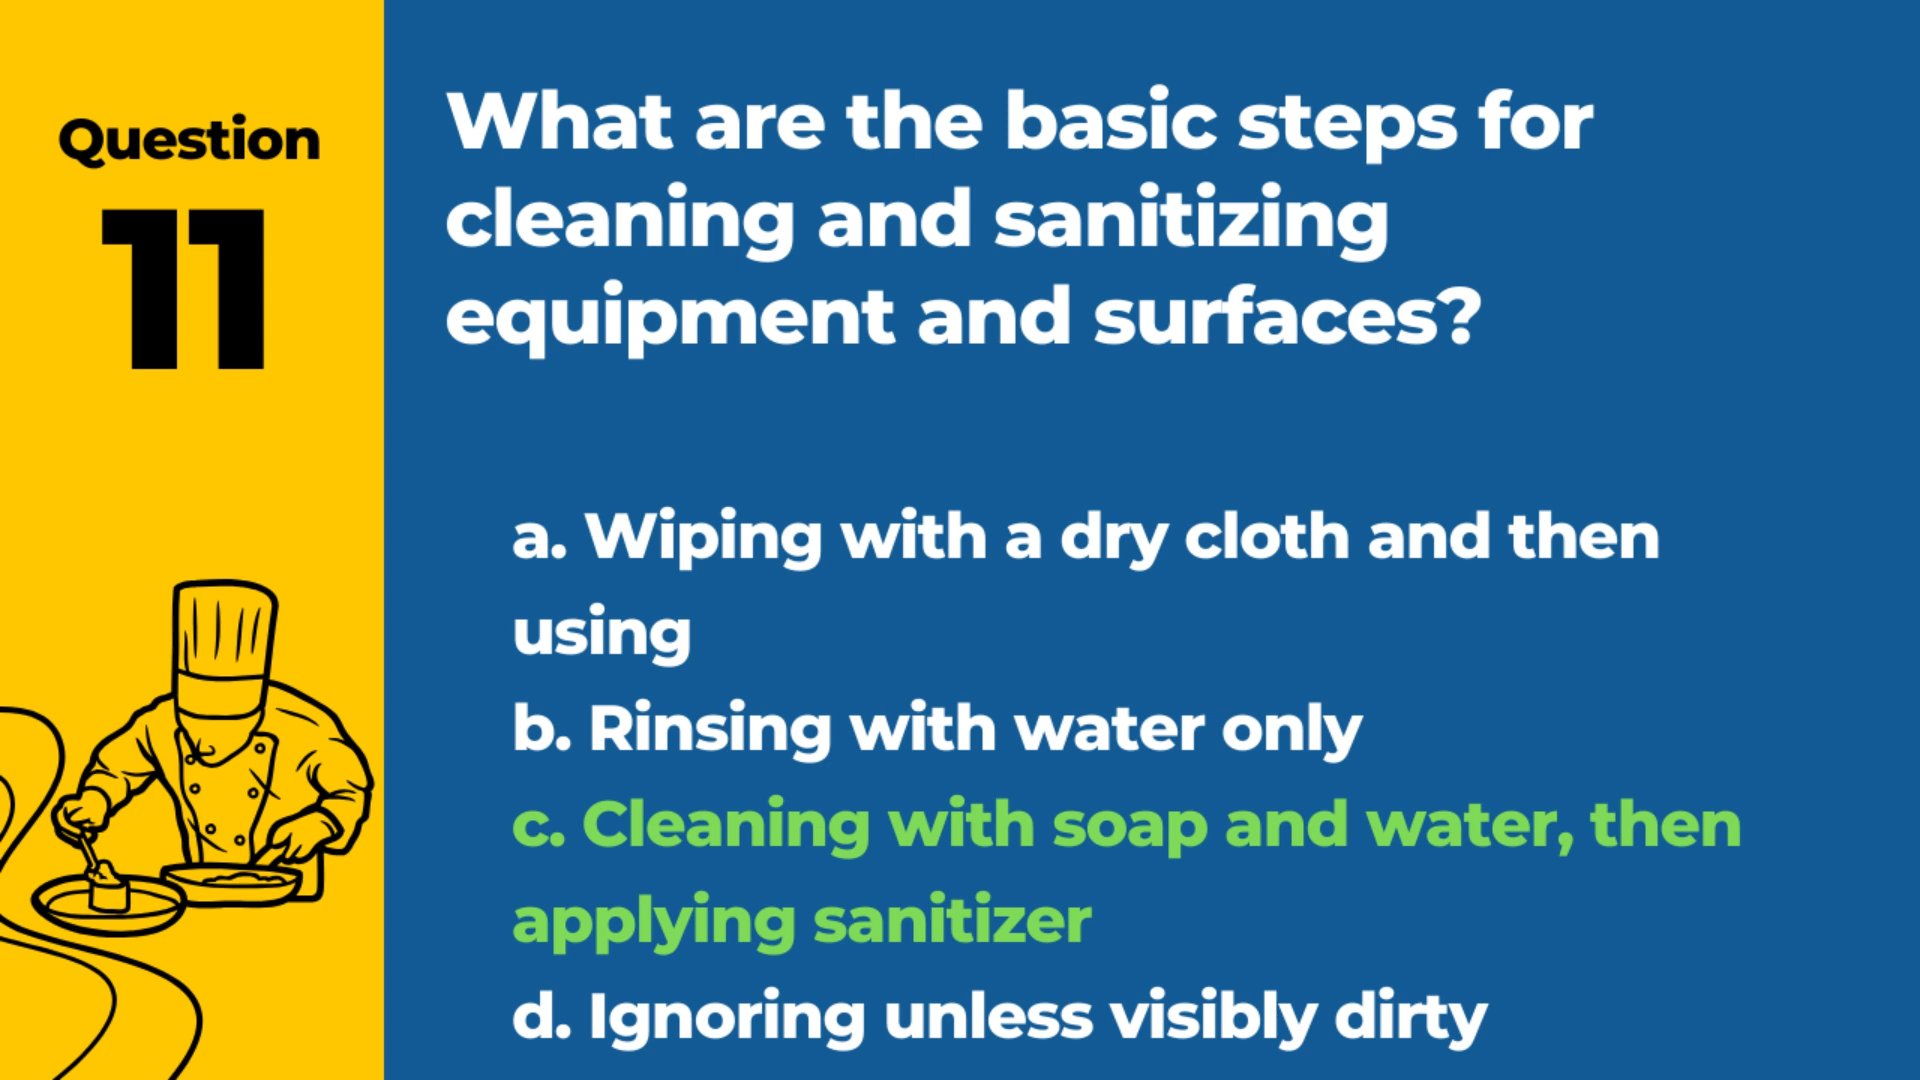 Question
11
What are the basic steps for
cleaning and sanitizing
equipment and surfaces?
a. Wiping with a dry cloth and then
using
b. Rinsing with water only
c. Cleaning with soap and water, then
applying sanitizer
d. Ignoring unless visibly dirty